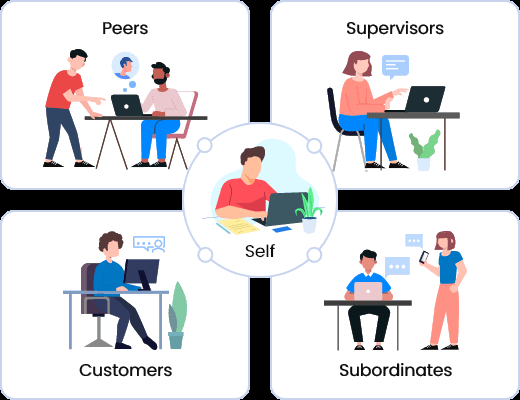 Peers
Supervisors
Self
Customers
Subordinates